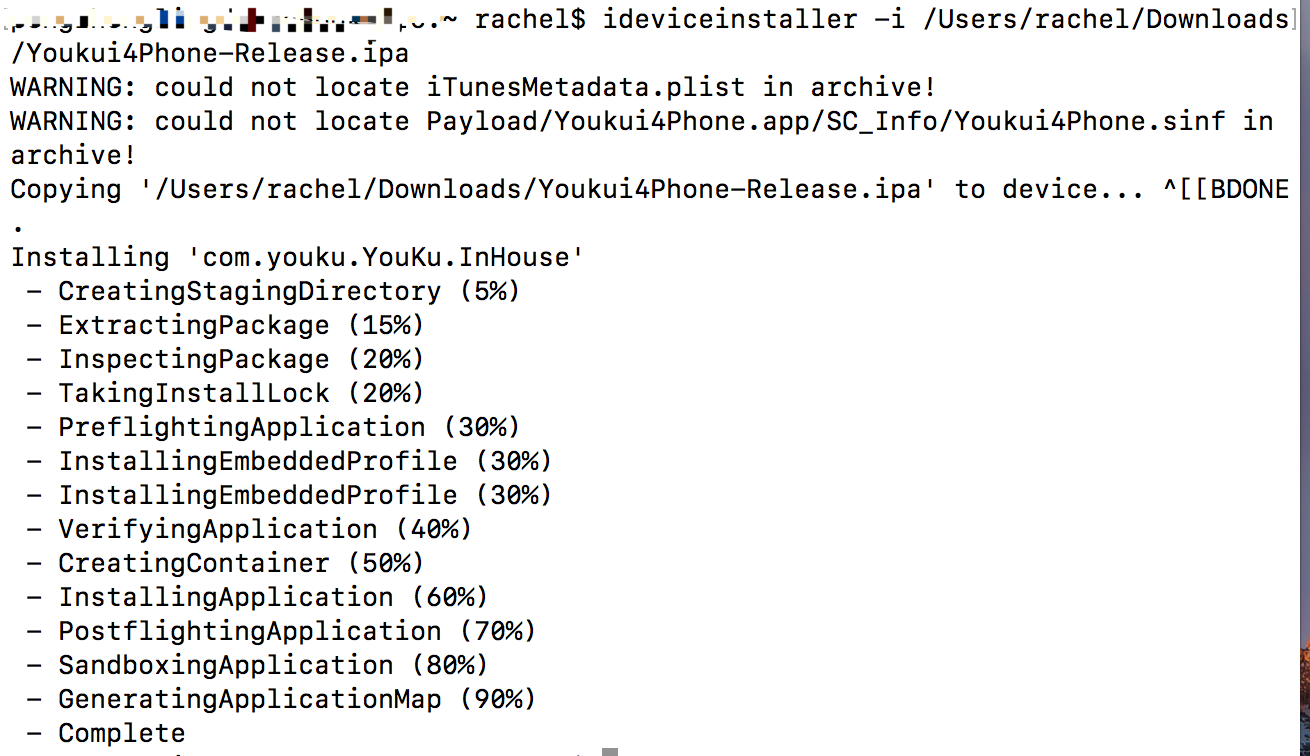 rachel$ ideviceinstaller -i /Users/rachel/Downloads
/Youkui4Phone-Release.ipa
WARNING: could not locate iTunesMetadata.plist in archive!
WARNING: could not locate Payload/Youkui4Phone.app/SC_Info/Youkui4Phone.sinf in
archive!
Copying '/Users/rachel/Downloads/Youkui4Phone-Release.ipa' to device... ^[[BDONE
.
Installing 'com.youku.YouKu.InHouse'
 - CreatingStagingDirectory (5%)
 - ExtractingPackage (15%)
 - InspectingPackage (20%)
 - TakingInstallLock (20%)
 - PreflightingApplication (30%)
 - InstallingEmbeddedProfile (30%)
 - InstallingEmbeddedProfile (30%)
 - VerifyingApplication (40%)
 - CreatingContainer (50%)
 - InstallingApplication (60%)
 - PostflightingApplication (70%)
 - SandboxingApplication (80%)
 - GeneratingApplicationMap (90%)
 - Complete